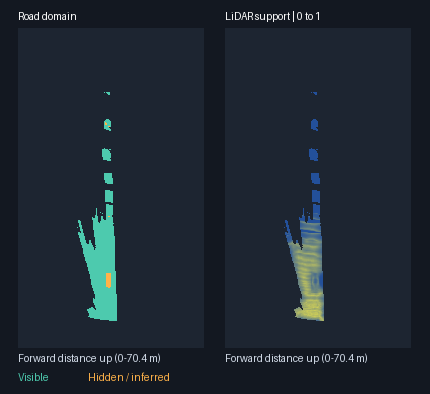 Road domain
LiDAR support | 0 to 1
Forward distance up (0-70.4 m)
Forward distance up (0-70.4 m)
Visible
Hidden / inferred